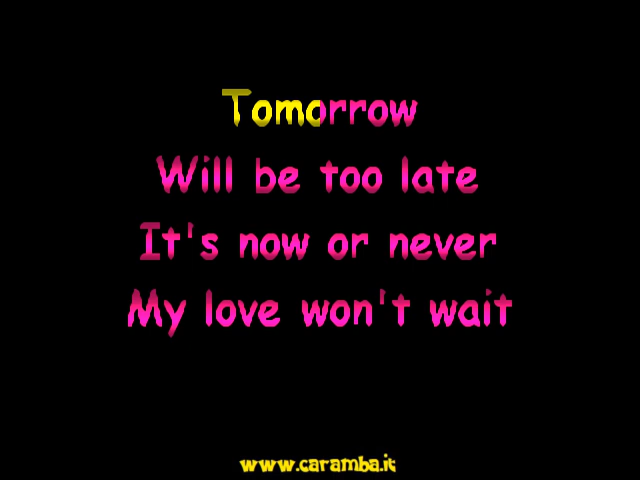 Tomorrow
Will be too late
It's now or never
My love won't wait
www.caramba.it